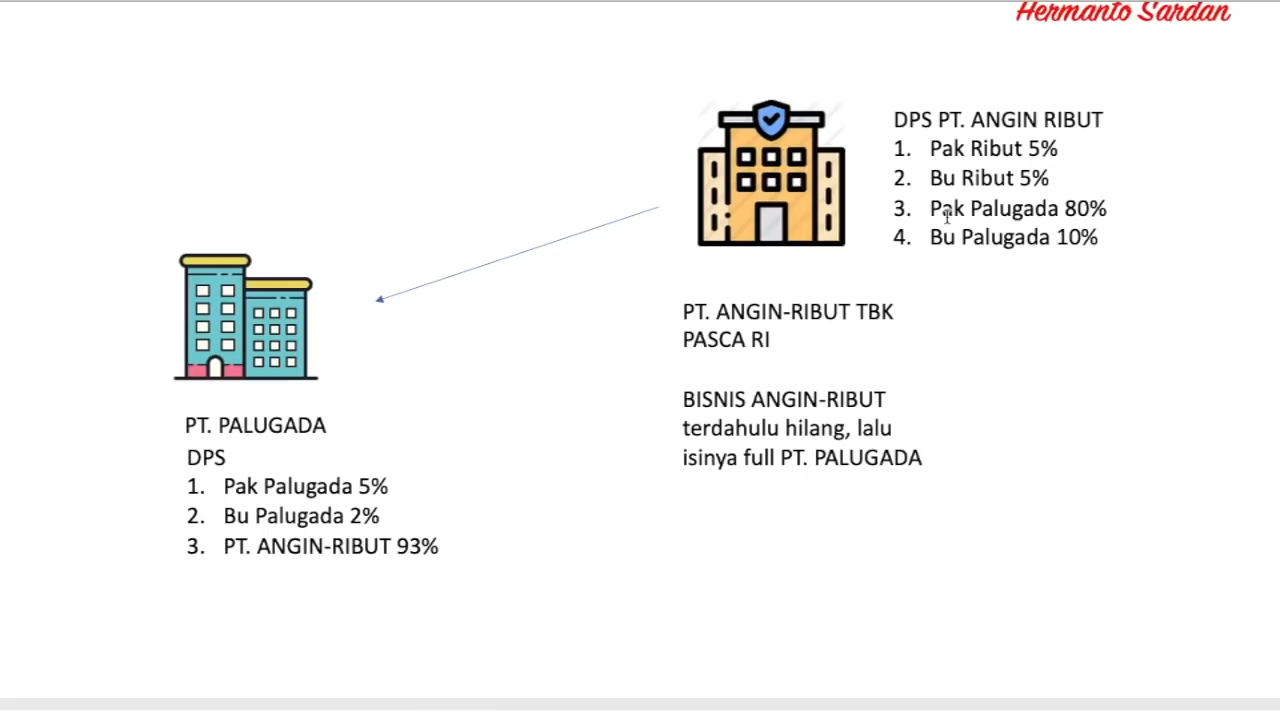 Hermanto Sardan
DPS PT. ANGIN RIBUT
1. Pak Ribut 5%
2. Bu Ribut 5%
3. Pak Palugada 80%
4. Bu Palugada 10%
PT. ANGIN-RIBUT TBK
PASCA RI
BISNIS ANGIN-RIBUT
terdahulu hilang, lalu
isinya full PT. PALUGADA
PT. PALUGADA
DPS
1. Pak Palugada 5%
2. Bu Palugada 2%
3. PT. ANGIN-RIBUT 93%